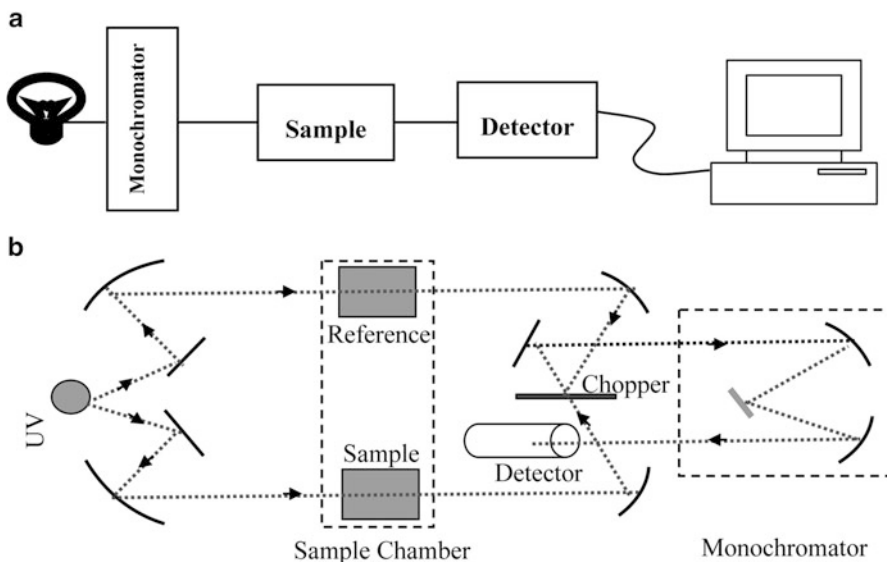 a
Monochromator
Sample
Detector
b
UV
Reference
Chopper
Sample
Detector
Sample Chamber
Monochromator